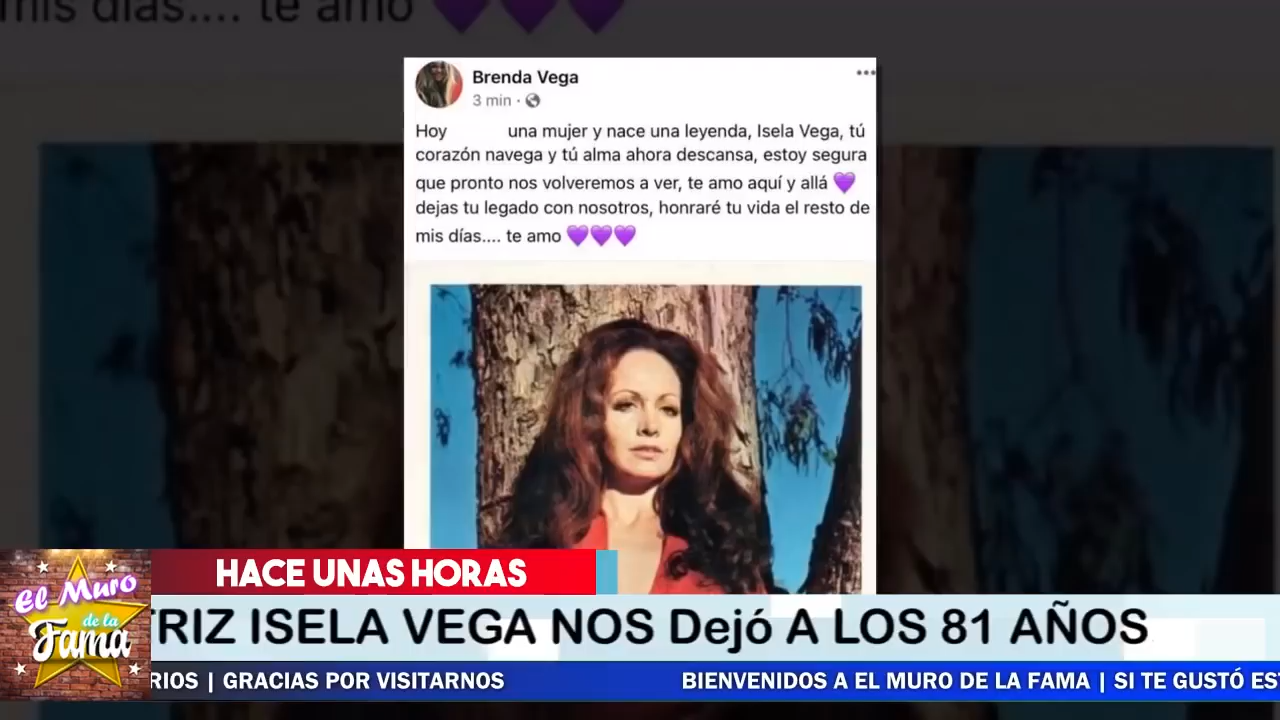 mis días.... te amo
Brenda Vega
3 min
Hoy una mujer y nace una leyenda, Isela Vega, tú
corazón navega y tú alma ahora descansa, estoy segura
que pronto nos volveremos a ver, te amo aquí y allá 💜
dejas tu legado con nosotros, honraré tu vida el resto de
mis días.... te amo 💜💜💜
HACE UNAS HORAS
TRIZ ISELA VEGA NOS Dejó A LOS 81 AÑOS
El Muro
de la
Fama
RIOS | GRACIAS POR VISITARNOS BIENVENIDOS A EL MURO DE LA FAMA | SI TE GUSTÓ EST